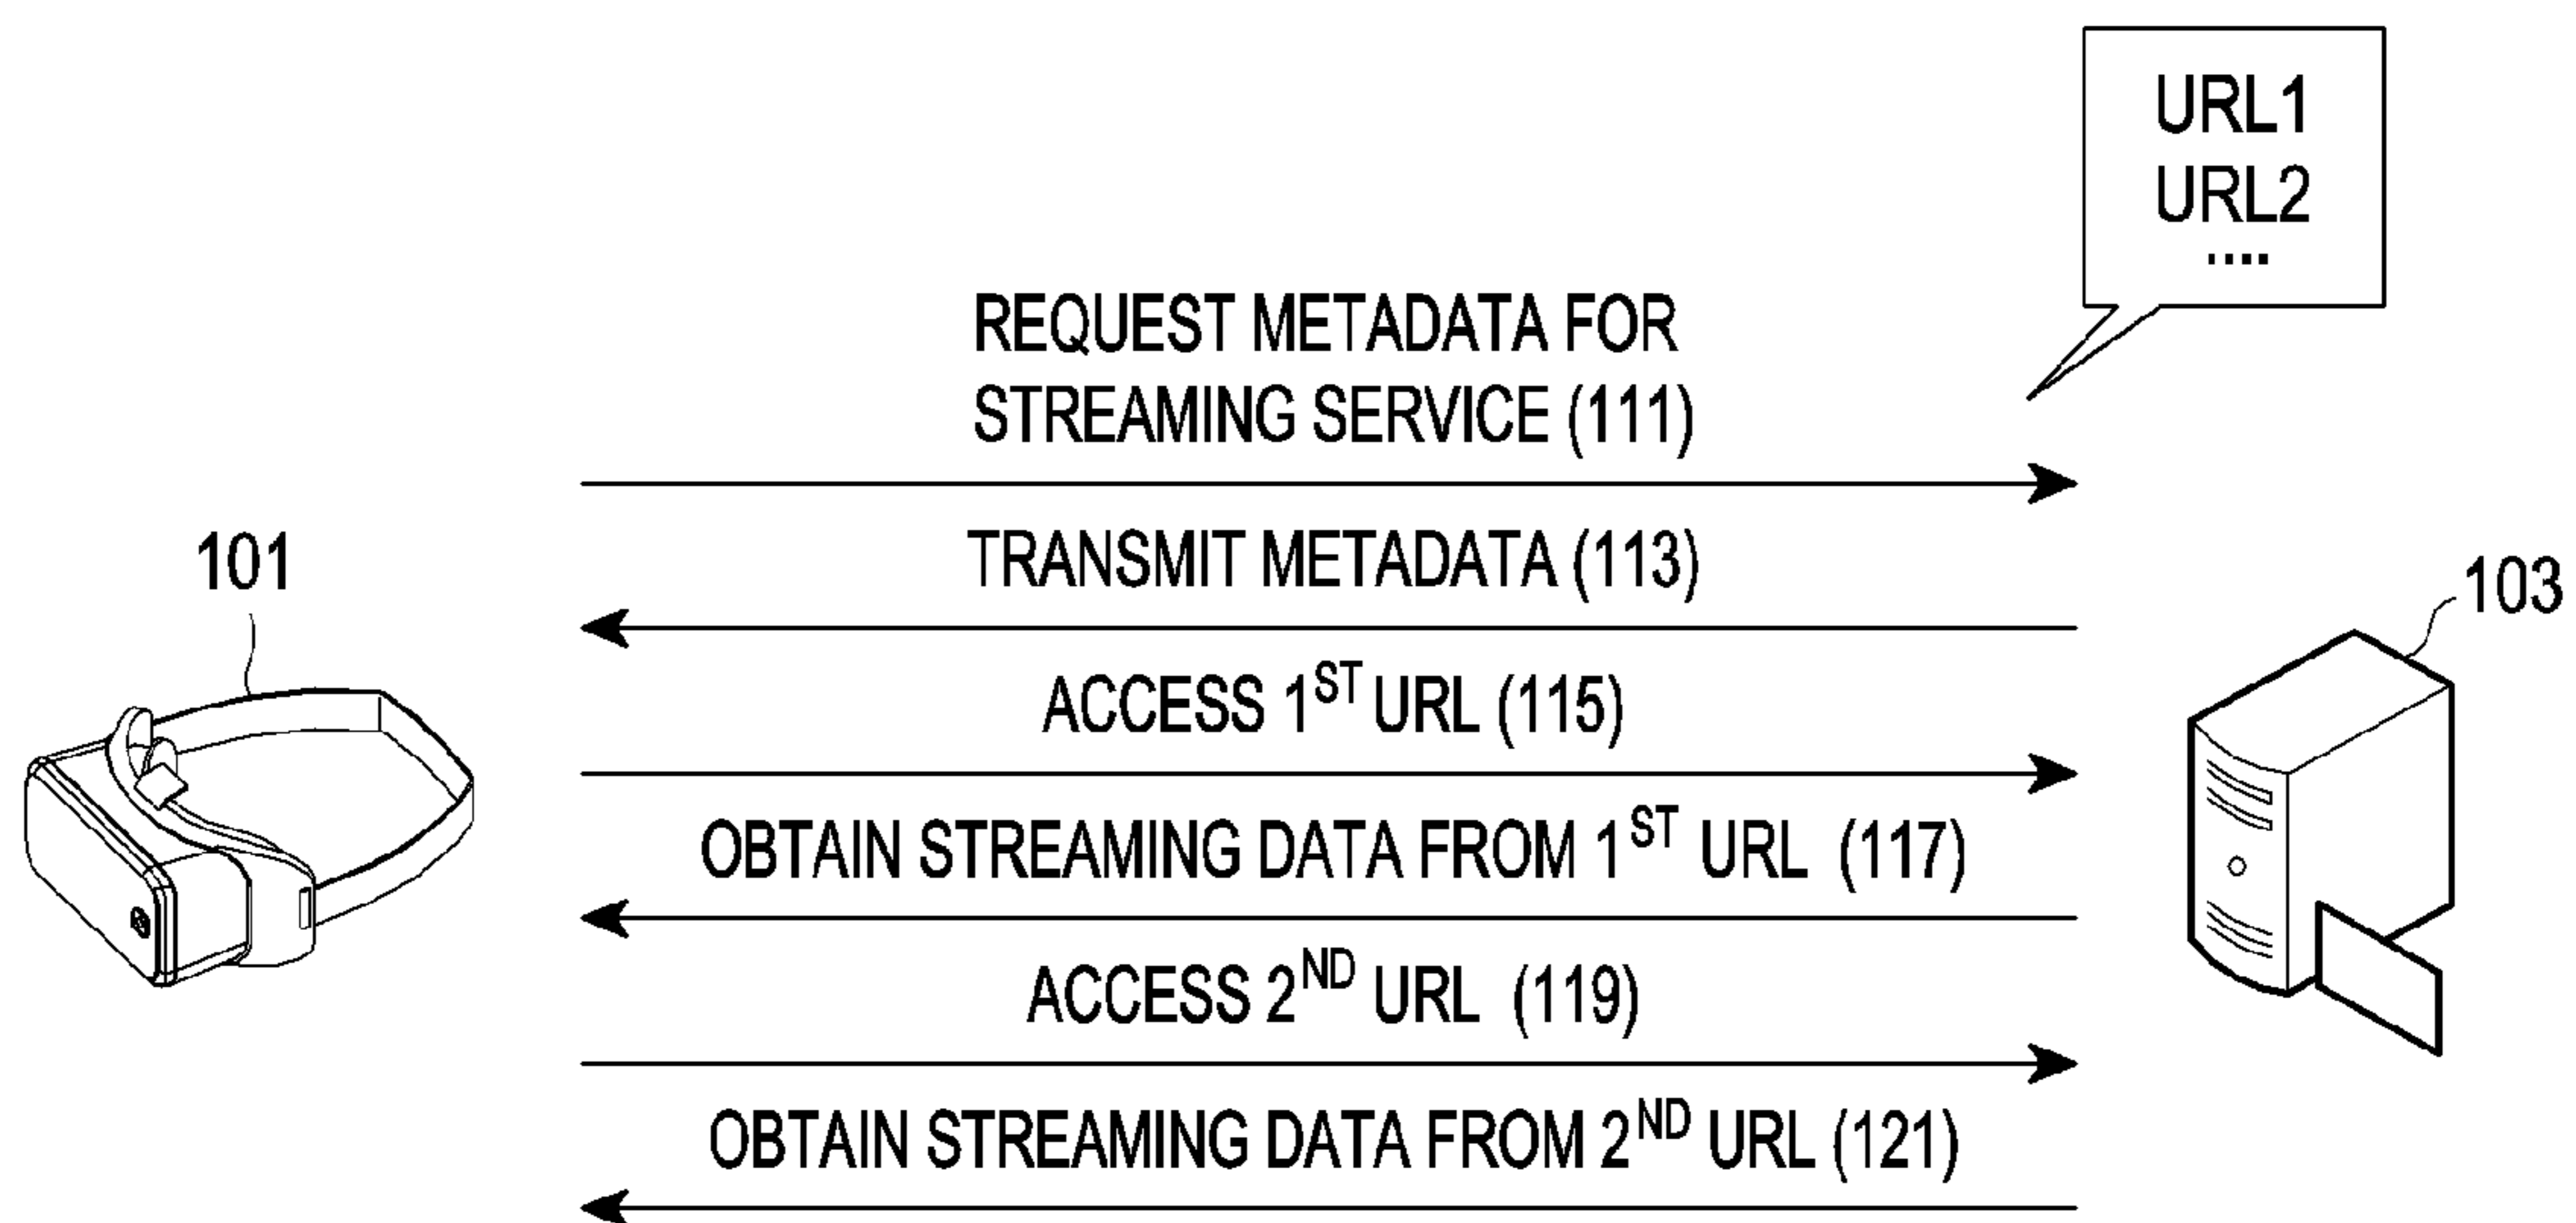 URL1
URL2
....
REQUEST METADATA FOR
STREAMING SERVICE (111)
TRANSMIT METADATA (113)
101
103
ACCESS 1ST URL (115)
OBTAIN STREAMING DATA FROM 1ST URL (117)
ACCESS 2ND URL (119)
OBTAIN STREAMING DATA FROM 2ND URL (121)